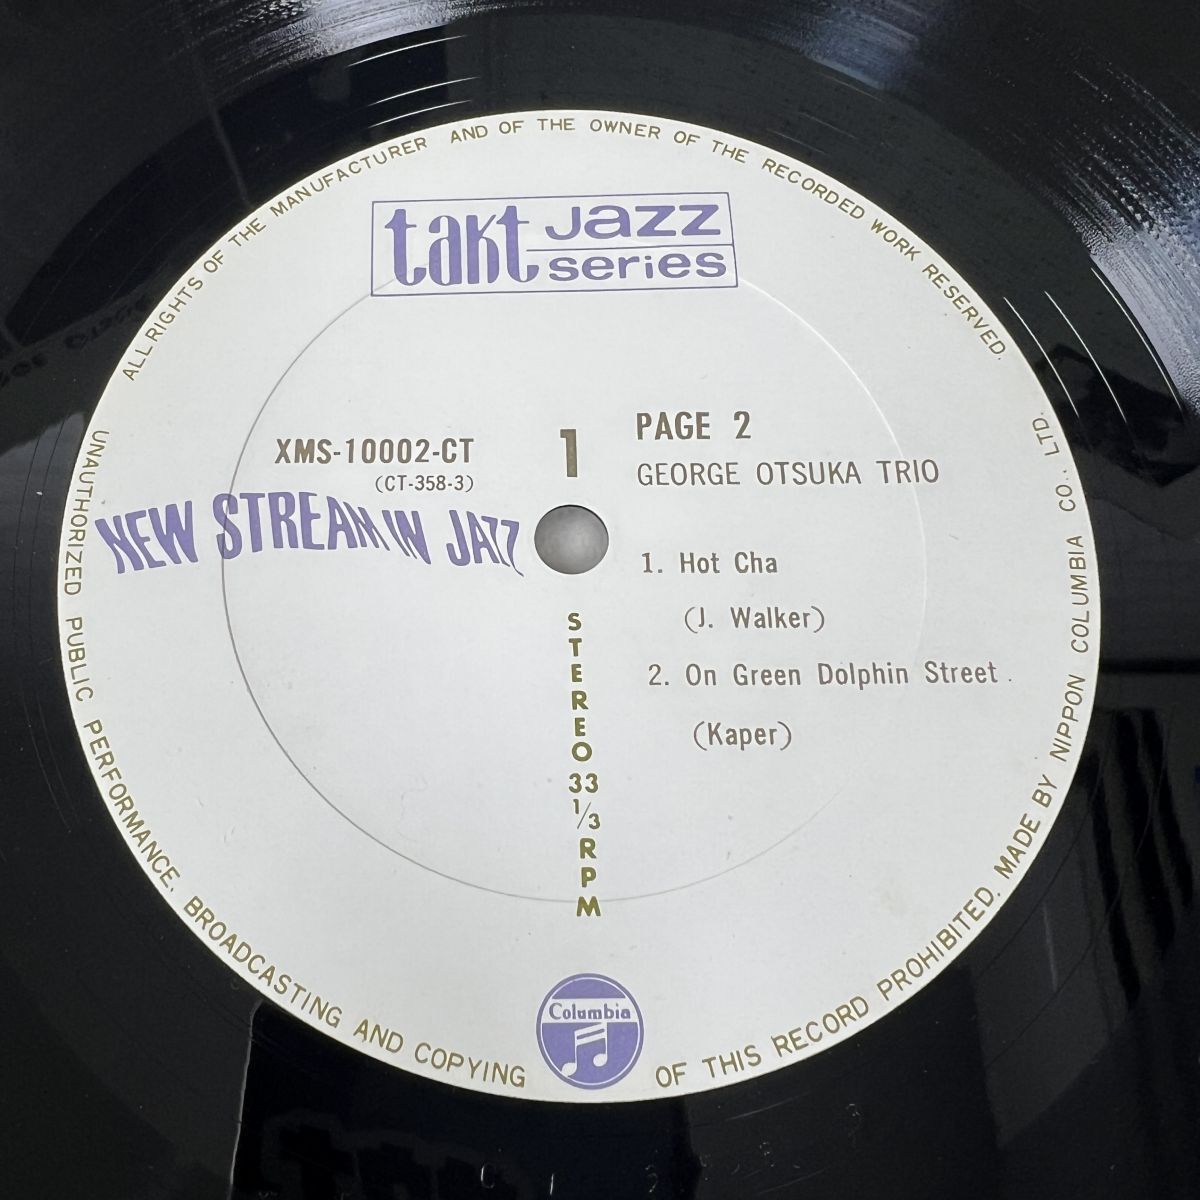 ALL RIGHTS OF THE MANUFACTURER AND OF THE OWNER OF THE RECORDED WORK RESERVED.
takt jazz
series
XMS-10002-CT
(CT-358-3)
NEW STREAM IN JAZZ
1
PAGE 2
GEORGE OTSUKA TRIO
1. Hot Cha
(J. Walker)
2. On Green Dolphin Street.
(Kaper)
STEREO
33
1/3
RPM
Columbia
UNAUTHORIZED PUBLIC PERFORMANCE, BROADCASTING AND COPYING OF THIS RECORD PROHIBITED. MADE BY NIPPON COLUMBIA CO., LTD.